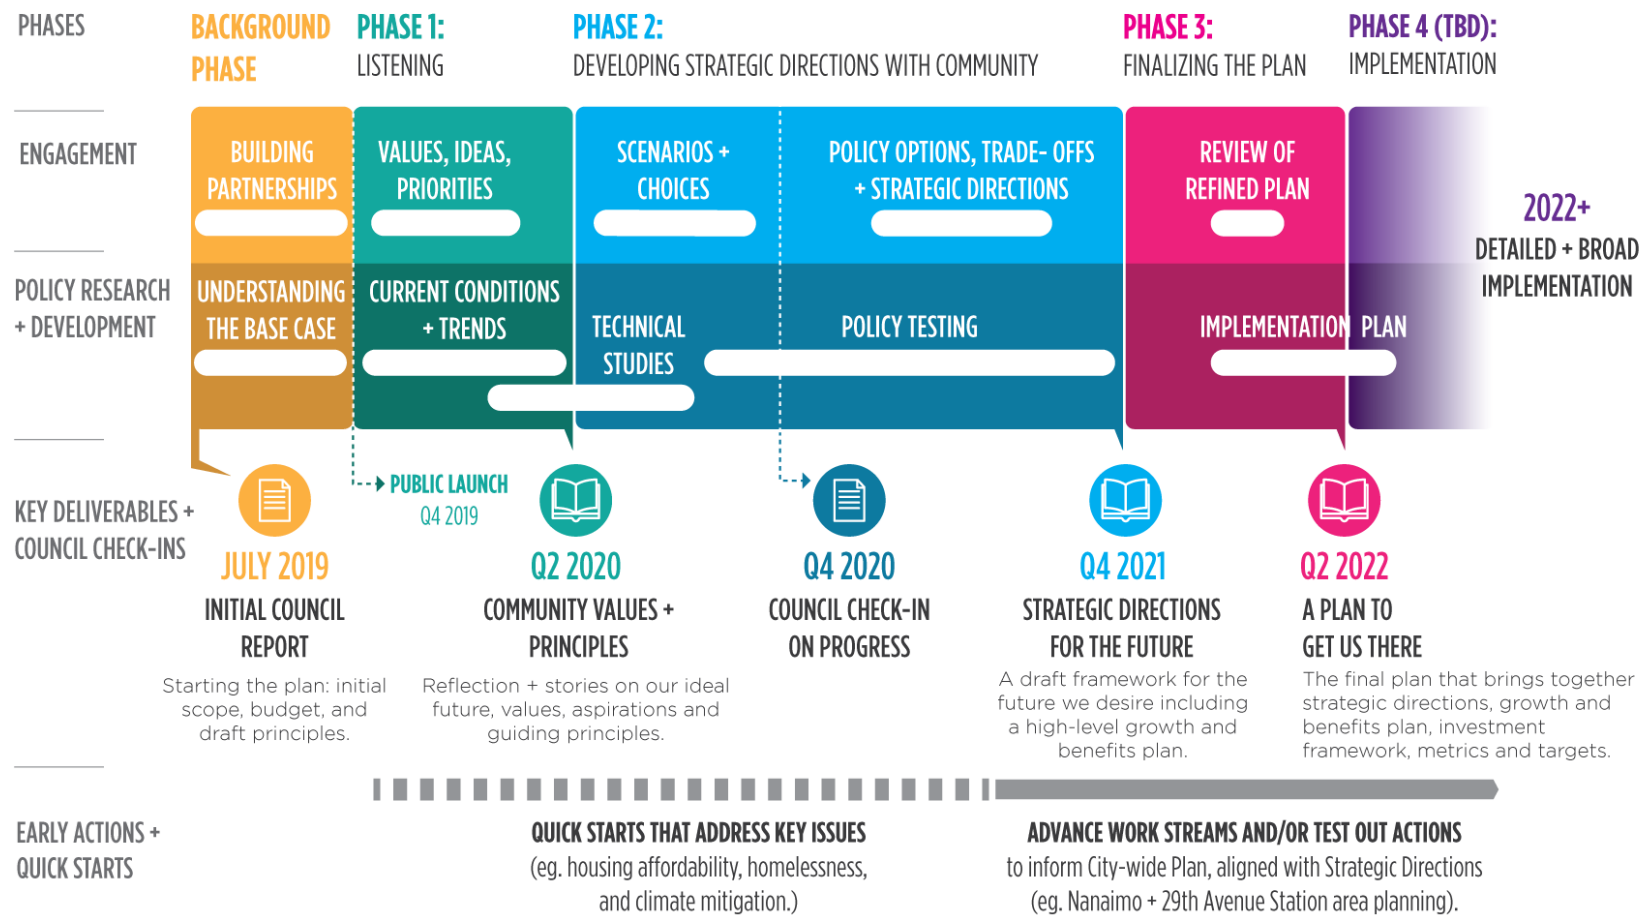 PHASES
BACKGROUND
PHASE
PHASE 1:
LISTENING
PHASE 2:
DEVELOPING STRATEGIC DIRECTIONS WITH COMMUNITY
PHASE 3:
FINALIZING THE PLAN
PHASE 4 (TBD):
IMPLEMENTATION
ENGAGEMENT
BUILDING
PARTNERSHIPS
VALUES, IDEAS,
PRIORITIES
SCENARIOS +
CHOICES
POLICY OPTIONS, TRADE- OFFS
+ STRATEGIC DIRECTIONS
REVIEW OF
REFINED PLAN
2022+
DETAILED + BROAD
IMPLEMENTATION
POLICY RESEARCH
+ DEVELOPMENT
UNDERSTANDING
THE BASE CASE
CURRENT CONDITIONS
+ TRENDS
TECHNICAL
STUDIES
POLICY TESTING
IMPLEMENTATION PLAN
KEY DELIVERABLES +
COUNCIL CHECK-INS
JULY 2019
INITIAL COUNCIL
REPORT
Starting the plan: initial
scope, budget, and
draft principles.
PUBLIC LAUNCH
Q4 2019
Q2 2020
COMMUNITY VALUES +
PRINCIPLES
Reflection + stories on our ideal
future, values, aspirations and
guiding principles.
Q4 2020
COUNCIL CHECK-IN
ON PROGRESS
Q4 2021
STRATEGIC DIRECTIONS
FOR THE FUTURE
A draft framework for the
future we desire including
a high-level growth and
benefits plan.
Q2 2022
A PLAN TO
GET US THERE
The final plan that brings together
strategic directions, growth and
benefits plan, investment
framework, metrics and targets.
EARLY ACTIONS +
QUICK STARTS
QUICK STARTS THAT ADDRESS KEY ISSUES
(eg. housing affordability, homelessness,
and climate mitigation.)
ADVANCE WORK STREAMS AND/OR TEST OUT ACTIONS
to inform City-wide Plan, aligned with Strategic Directions
(eg. Nanaimo + 29th Avenue Station area planning).